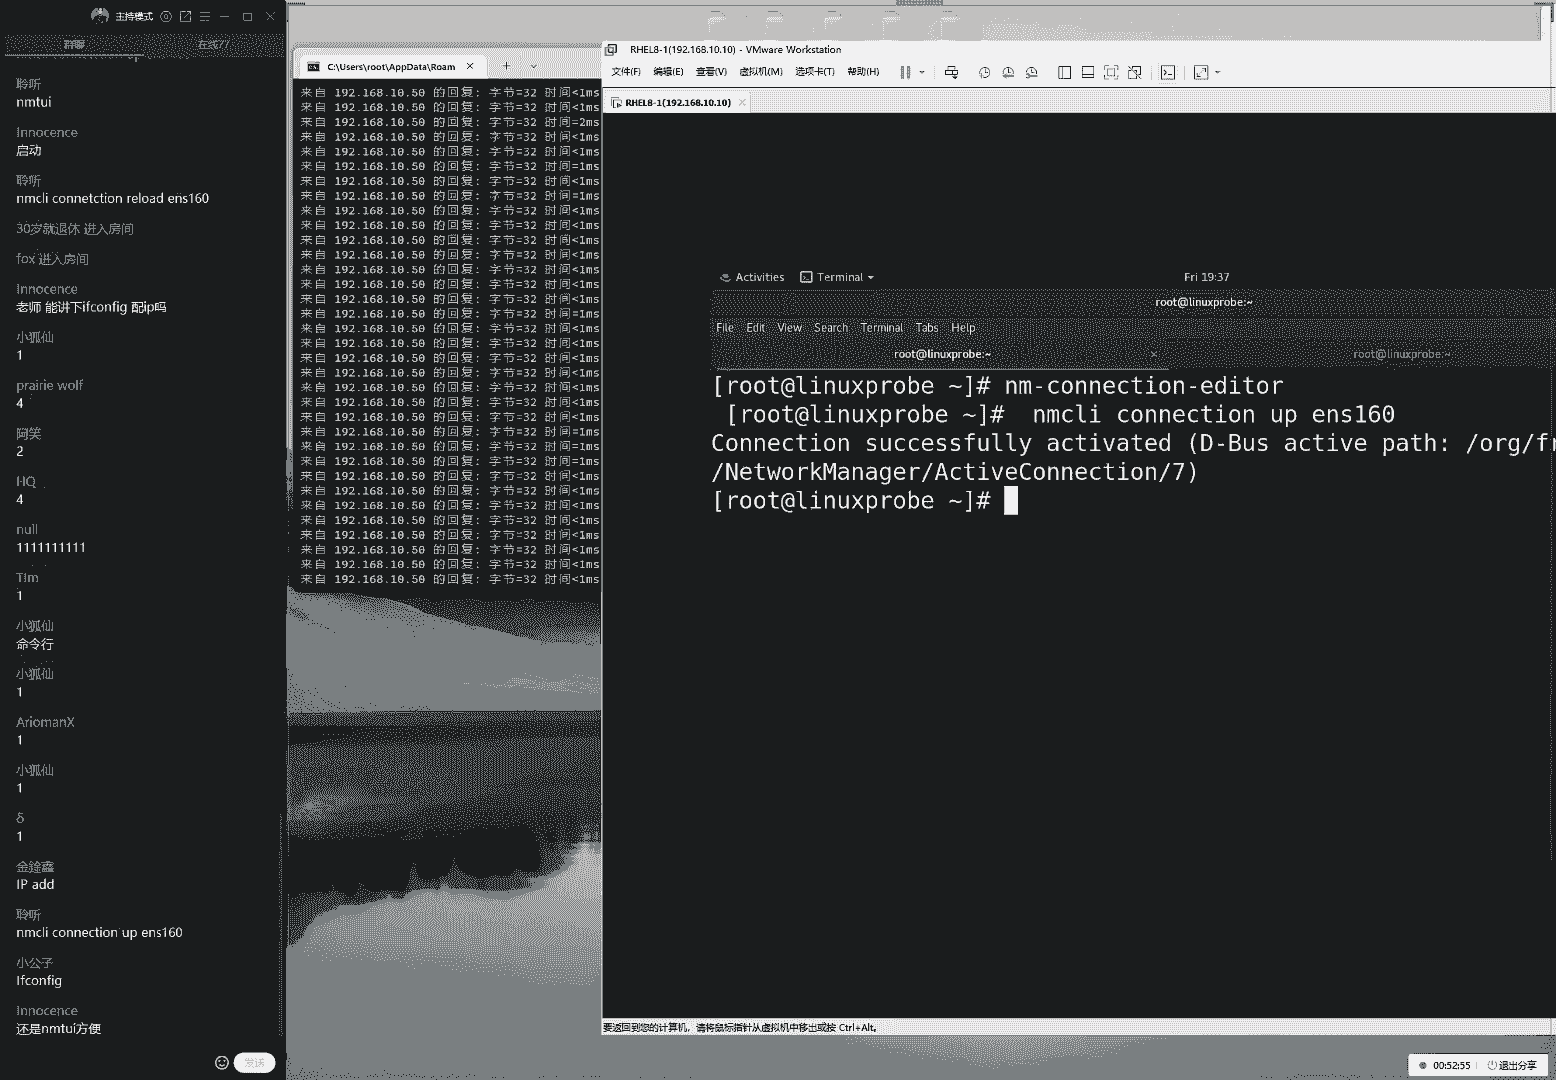 主持模式
群聊
在线77
聆听
nmtui
Innocence
启动
聆听
nmcli connetction reload ens160
30岁就退休 进入房间
fox 进入房间
Innocence
老师 能讲下ifconfig 配ip吗
小狐仙
1
prairie wolf
4
阿笑
2
HQ
4
null
1111111111
Tim
1
小狐仙
命令行
小狐仙
1
AriomanX
1
小狐仙
1
δ
1
IP add
聆听
nmcli connection up ens160
小公子
Ifconfig
Innocence
还是nmtui方便
发送
C:\Users\root\AppData\Roam
来自 192.168.10.50 的回复: 字节=32 时间<1ms
来自 192.168.10.50 的回复: 字节=32 时间<1ms
来自 192.168.10.50 的回复: 字节=32 时间=2ms
来自 192.168.10.50 的回复: 字节=32 时间<1ms
来自 192.168.10.50 的回复: 字节=32 时间<1ms
来自 192.168.10.50 的回复: 字节=32 时间=1ms
来自 192.168.10.50 的回复: 字节=32 时间<1ms
来自 192.168.10.50 的回复: 字节=32 时间=1ms
来自 192.168.10.50 的回复: 字节=32 时间<1ms
来自 192.168.10.50 的回复: 字节=32 时间<1ms
来自 192.168.10.50 的回复: 字节=32 时间<1ms
来自 192.168.10.50 的回复: 字节=32 时间<1ms
来自 192.168.10.50 的回复: 字节=32 时间<1ms
来自 192.168.10.50 的回复: 字节=32 时间<1ms
来自 192.168.10.50 的回复: 字节=32 时间<1ms
来自 192.168.10.50 的回复: 字节=32 时间=1ms
来自 192.168.10.50 的回复: 字节=32 时间<1ms
来自 192.168.10.50 的回复: 字节=32 时间<1ms
来自 192.168.10.50 的回复: 字节=32 时间<1ms
来自 192.168.10.50 的回复: 字节=32 时间<1ms
来自 192.168.10.50 的回复: 字节=32 时间<1ms
来自 192.168.10.50 的回复: 字节=32 时间<1ms
来自 192.168.10.50 的回复: 字节=32 时间<1ms
来自 192.168.10.50 的回复: 字节=32 时间=1ms
来自 192.168.10.50 的回复: 字节=32 时间=1ms
来自 192.168.10.50 的回复: 字节=32 时间<1ms
来自 192.168.10.50 的回复: 字节=32 时间<1ms
来自 192.168.10.50 的回复: 字节=32 时间<1ms
来自 192.168.10.50 的回复: 字节=32 时间<1ms
来自 192.168.10.50 的回复: 字节=32 时间<1ms
来自 192.168.10.50 的回复: 字节=32 时间<1ms
来自 192.168.10.50 的回复: 字节=32 时间<1ms
来自 192.168.10.50 的回复: 字节=32 时间<1ms
来自 192.168.10.50 的回复: 字节=32 时间<1ms
RHEL8-1(192.168.10.10) - VMware Workstation
文件(F) 编辑(E) 查看(V) 虚拟机(M) 选项卡(T) 帮助(H)
RHEL8-1(192.168.10.10)
Activities Terminal Fri 19:37
root@linuxprobe:~
File Edit View Search Terminal Tabs Help
root@linuxprobe:~ root@linuxprobe:~
[root@linuxprobe ~]# nm-connection-editor
[root@linuxprobe ~]# nmcli connection up ens160
Connection successfully activated (D-Bus active path: /org/fr
/NetworkManager/ActiveConnection/7)
[root@linuxprobe ~]#
要返回到您的计算机，请将鼠标指针从虚拟机中移出或按 Ctrl+Alt。
00:52:55 退出分享